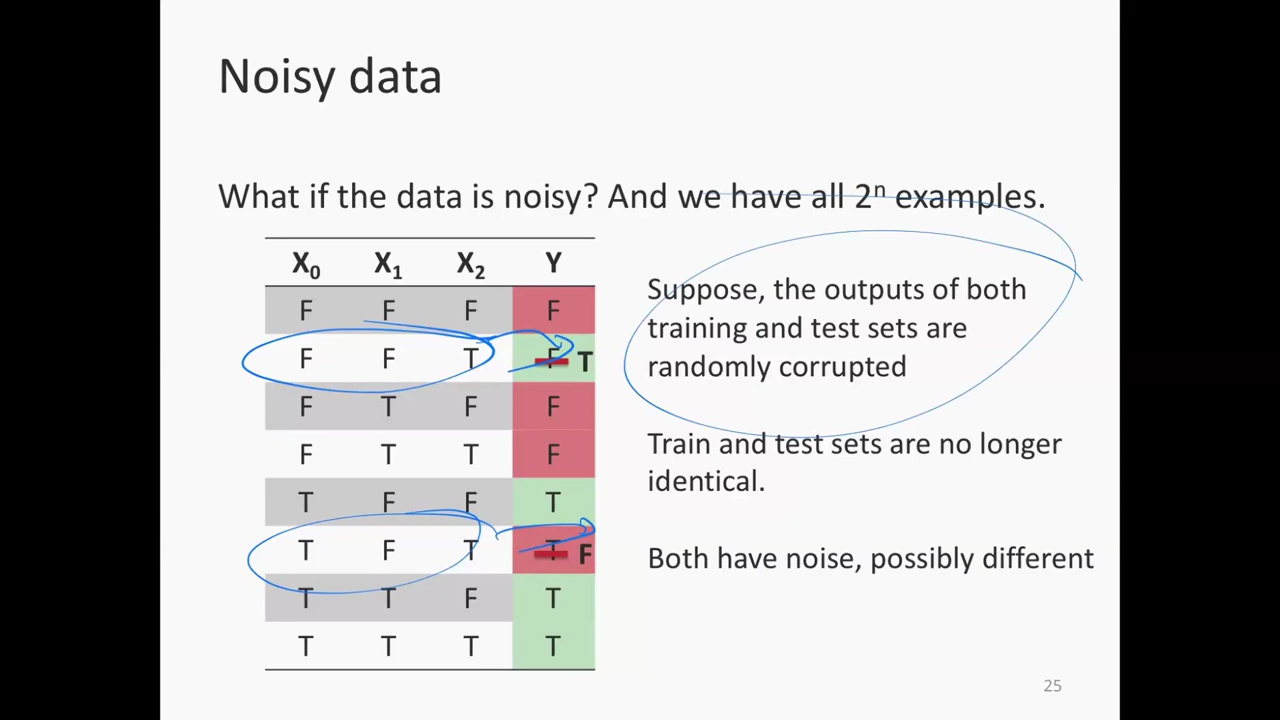 Noisy data
What if the data is noisy? And we have all 2ⁿ examples.
X₀ X₁ X₂ Y
F F F F
F F T F T
F T F F
F T T F
T F F T
T F T T F
T T F T
T T T T
Suppose, the outputs of both
training and test sets are
randomly corrupted
Train and test sets are no longer
identical.
Both have noise, possibly different
25